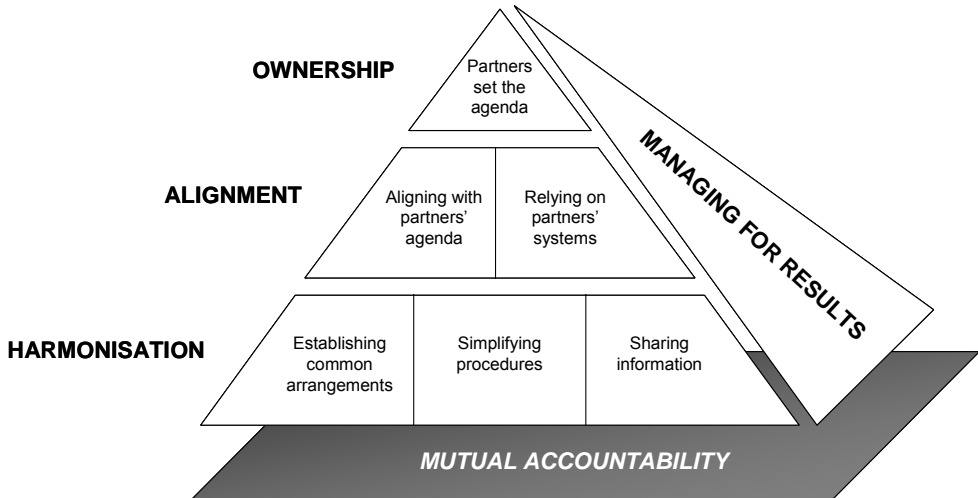 OWNERSHIP
Partners
set the
agenda
MANAGING FOR RESULTS
ALIGNMENT
Aligning with
partners'
agenda
Relying on
partners'
systems
HARMONISATION
Establishing
common
arrangements
Simplifying
procedures
Sharing
information
MUTUAL ACCOUNTABILITY